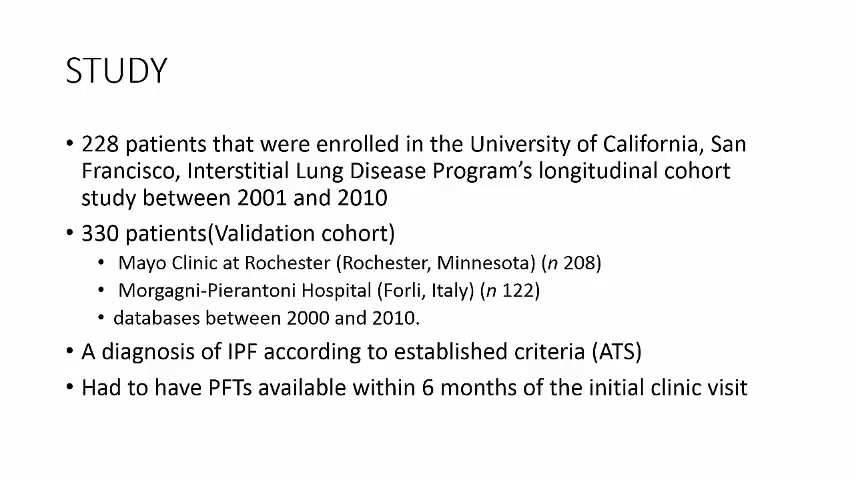 STUDY
• 228 patients that were enrolled in the University of California, San
Francisco, Interstitial Lung Disease Program’s longitudinal cohort
study between 2001 and 2010
• 330 patients(Validation cohort)
• Mayo Clinic at Rochester (Rochester, Minnesota) (n 208)
• Morgagni-Pierantoni Hospital (Forli, Italy) (n 122)
• databases between 2000 and 2010.
• A diagnosis of IPF according to established criteria (ATS)
• Had to have PFTs available within 6 months of the initial clinic visit